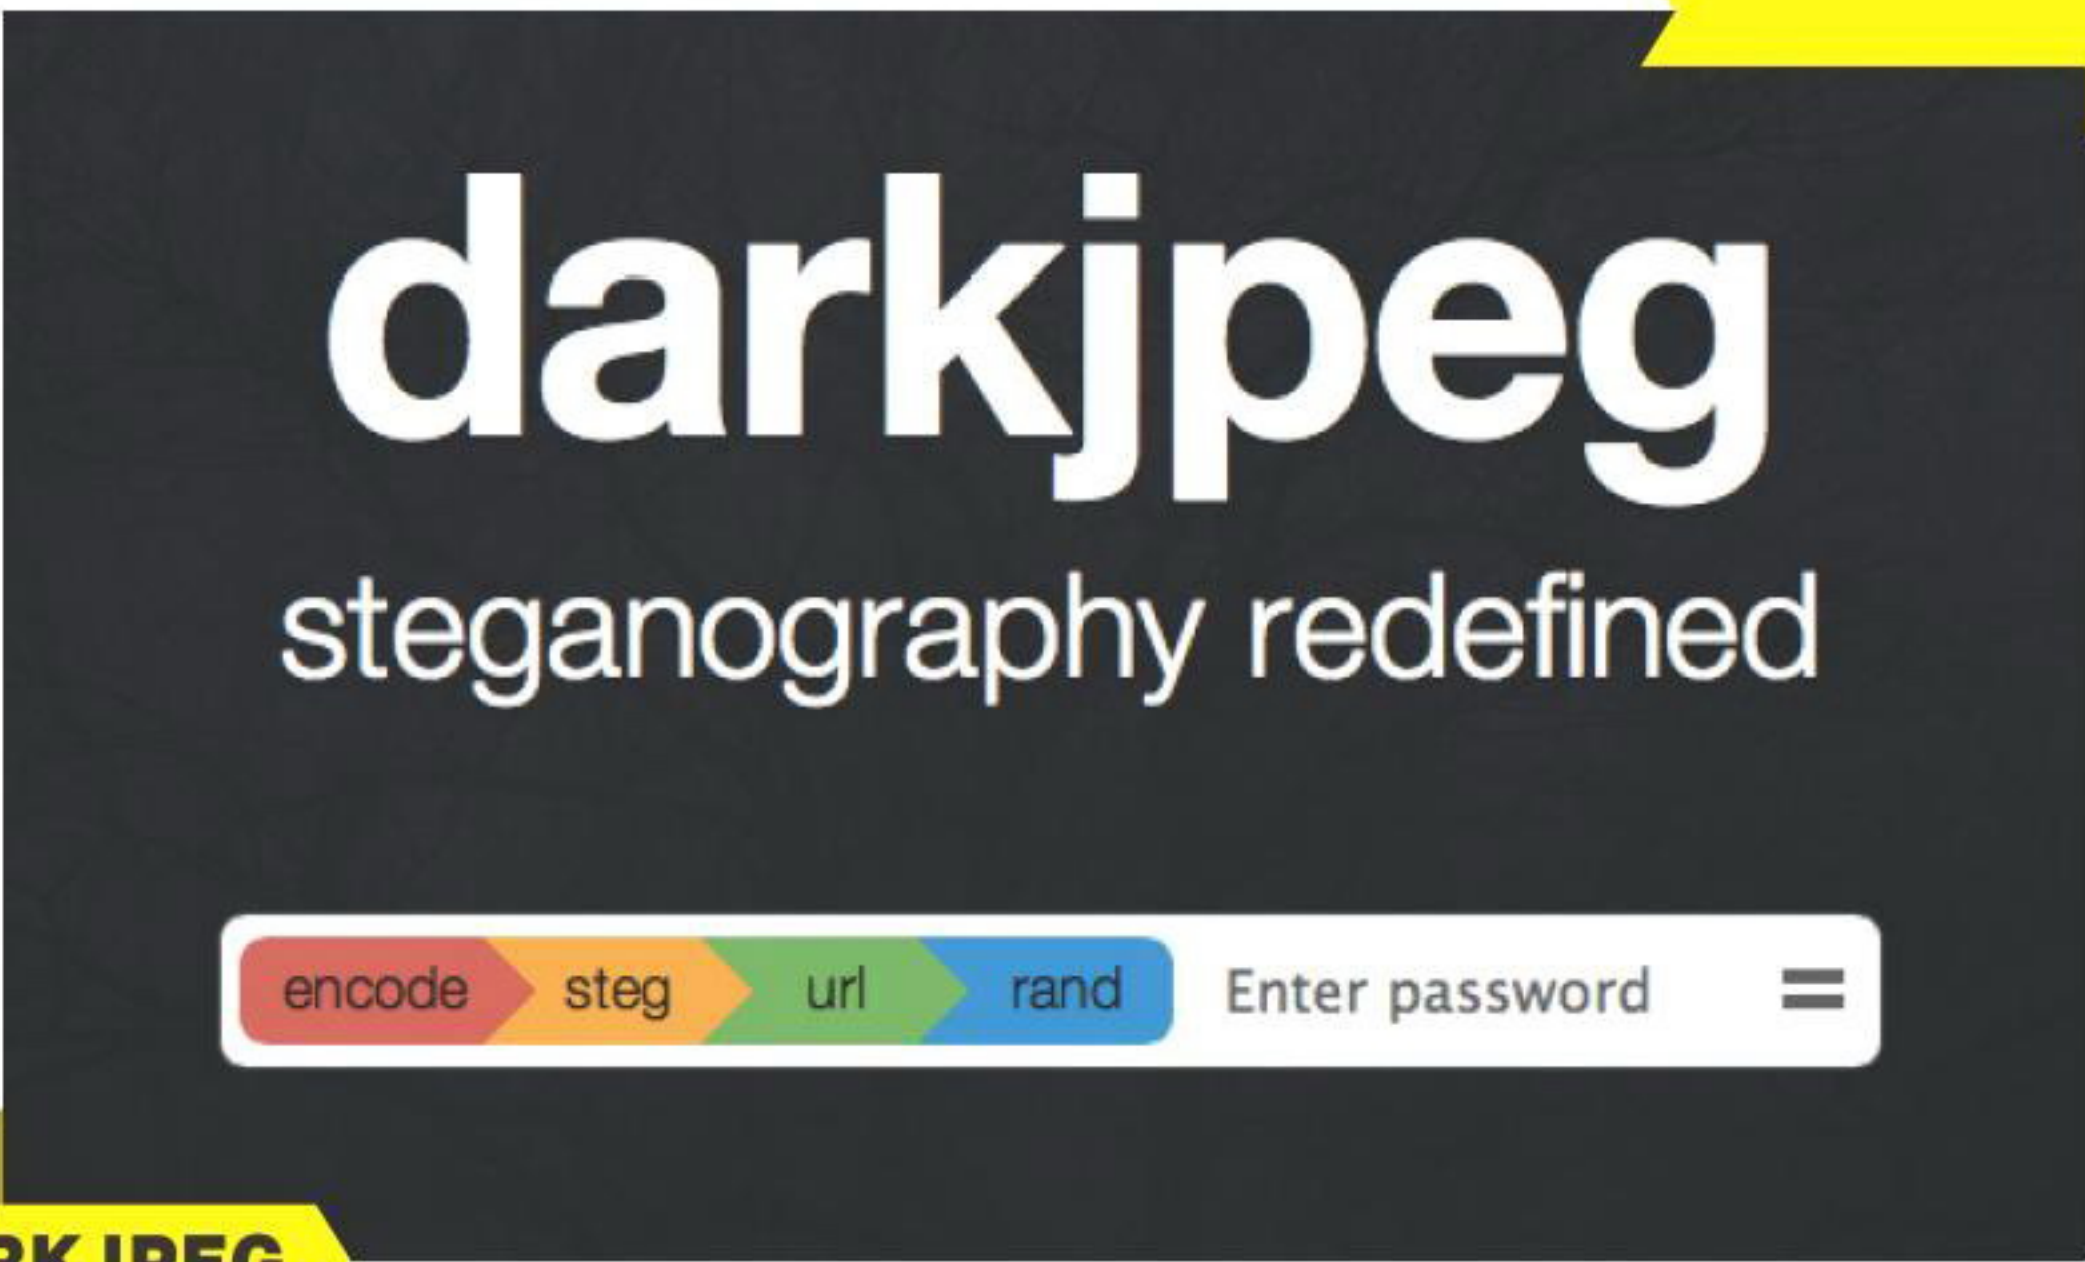 darkjpeg
steganography redefined
encode steg url rand Enter password =